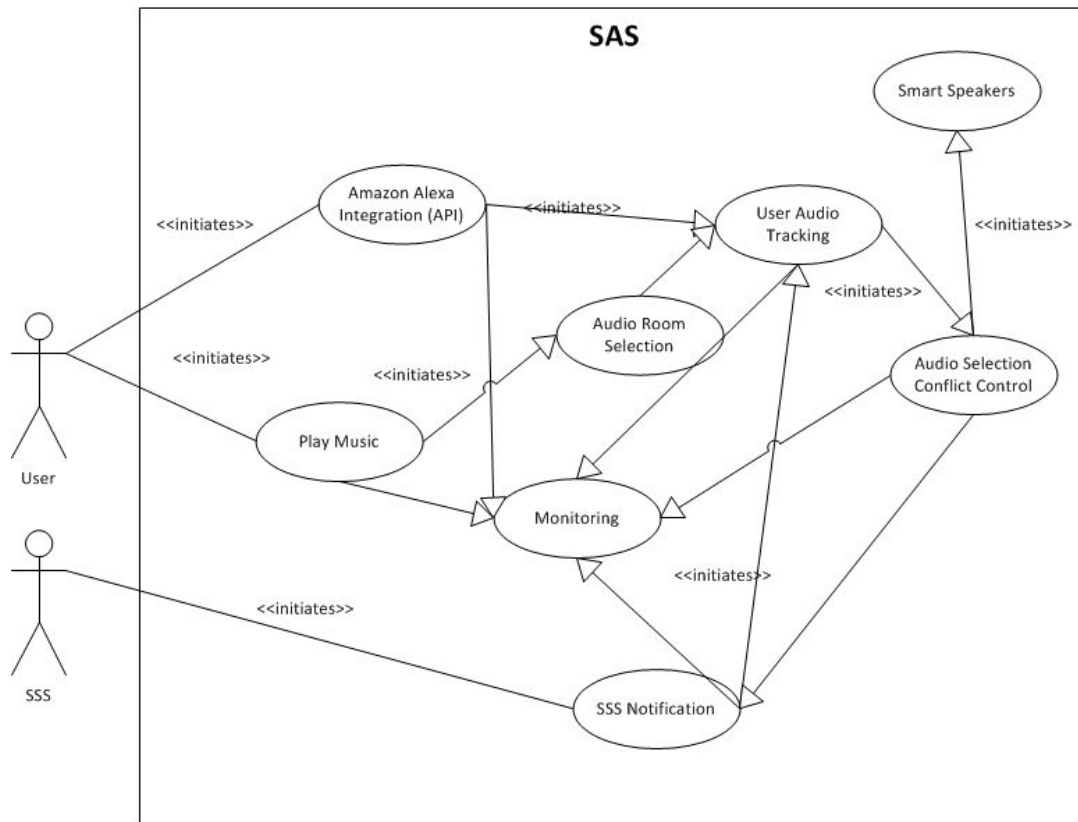 SAS
Smart Speakers
Amazon Alexa
Integration (API)
<<initiates>>
<<initiates>>
User Audio
Tracking
<<initiates>>
<<initiates>>
Audio Room
Selection
<<initiates>>
<<initiates>>
Audio Selection
Conflict Control
Play Music
User
Monitoring
<<initiates>>
<<initiates>>
SSS
SSS Notification